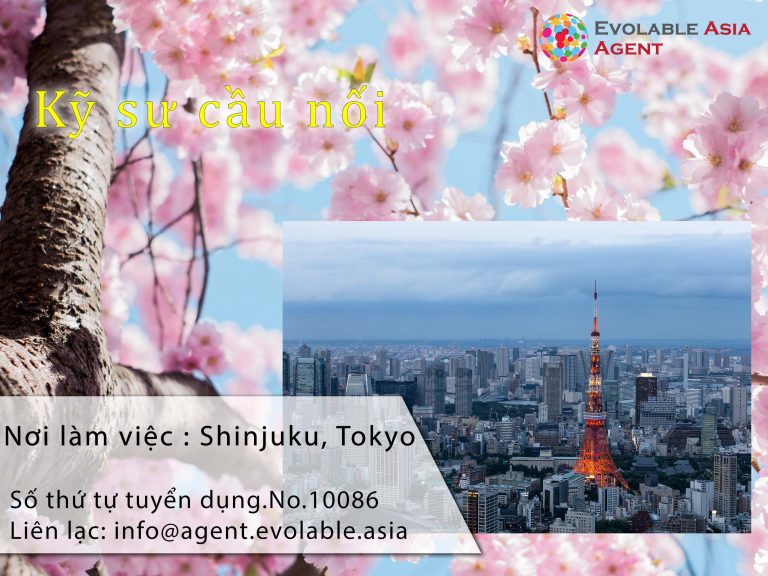 EVOLABLE ASIA
AGENT
Kỹ sư cầu nối
Nơi làm việc : Shinjuku, Tokyo
Số thứ tự tuyển dụng.No.10086
Liên lạc: info@agent.evolable.asia